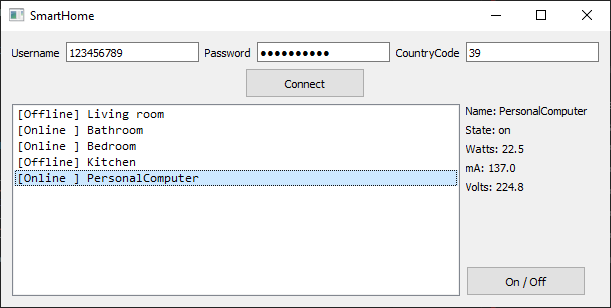 SmartHome
Username 123456789 Password ●●●●●●●●●● CountryCode 39
Connect
[Offline] Living room
[Online ] Bathroom
[Online ] Bedroom
[Offline] Kitchen
[Online ] PersonalComputer
Name: PersonalComputer
State: on
Watts: 22.5
mA: 137.0
Volts: 224.8
On / Off